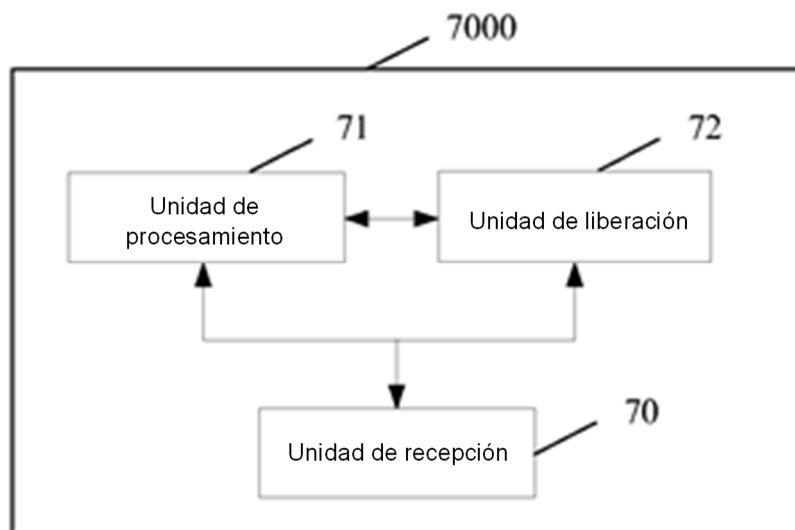 7000
71
72
Unidad de
procesamiento
Unidad de liberación
70
Unidad de recepción